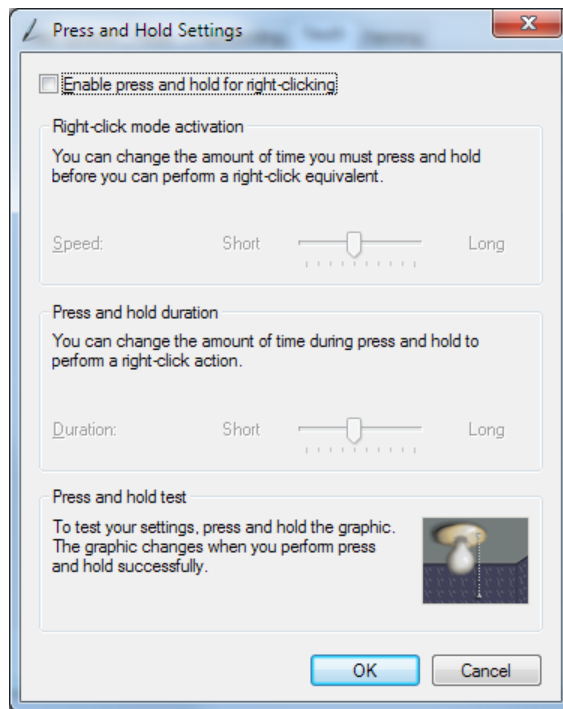 Press and Hold Settings
Enable press and hold for right-clicking
Right-click mode activation
You can change the amount of time you must press and hold
before you can perform a right-click equivalent.
Speed: Short Long
Press and hold duration
You can change the amount of time during press and hold to
perform a right-click action.
Duration: Short Long
Press and hold test
To test your settings, press and hold the graphic.
The graphic changes when you perform press
and hold successfully.
OK Cancel